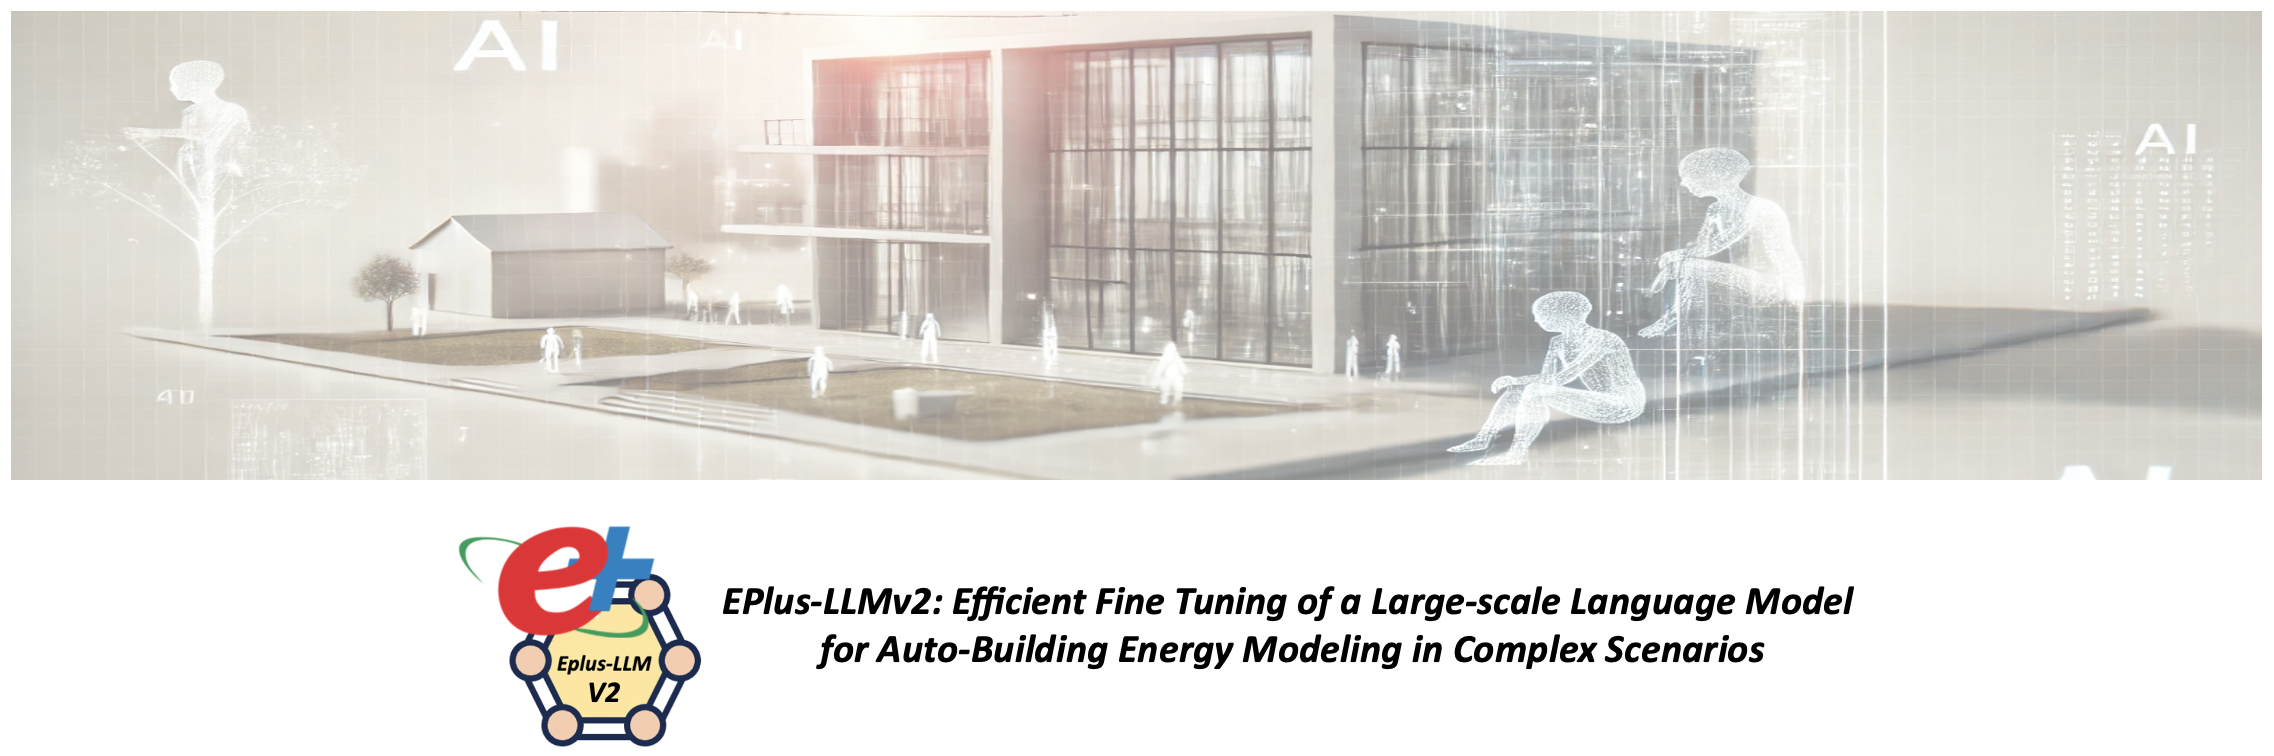 AI
AI
AI
EPlus-LLMv2: Efficient Fine Tuning of a Large-scale Language Model
for Auto-Building Energy Modeling in Complex Scenarios
e+
Eplus-LLM
V2